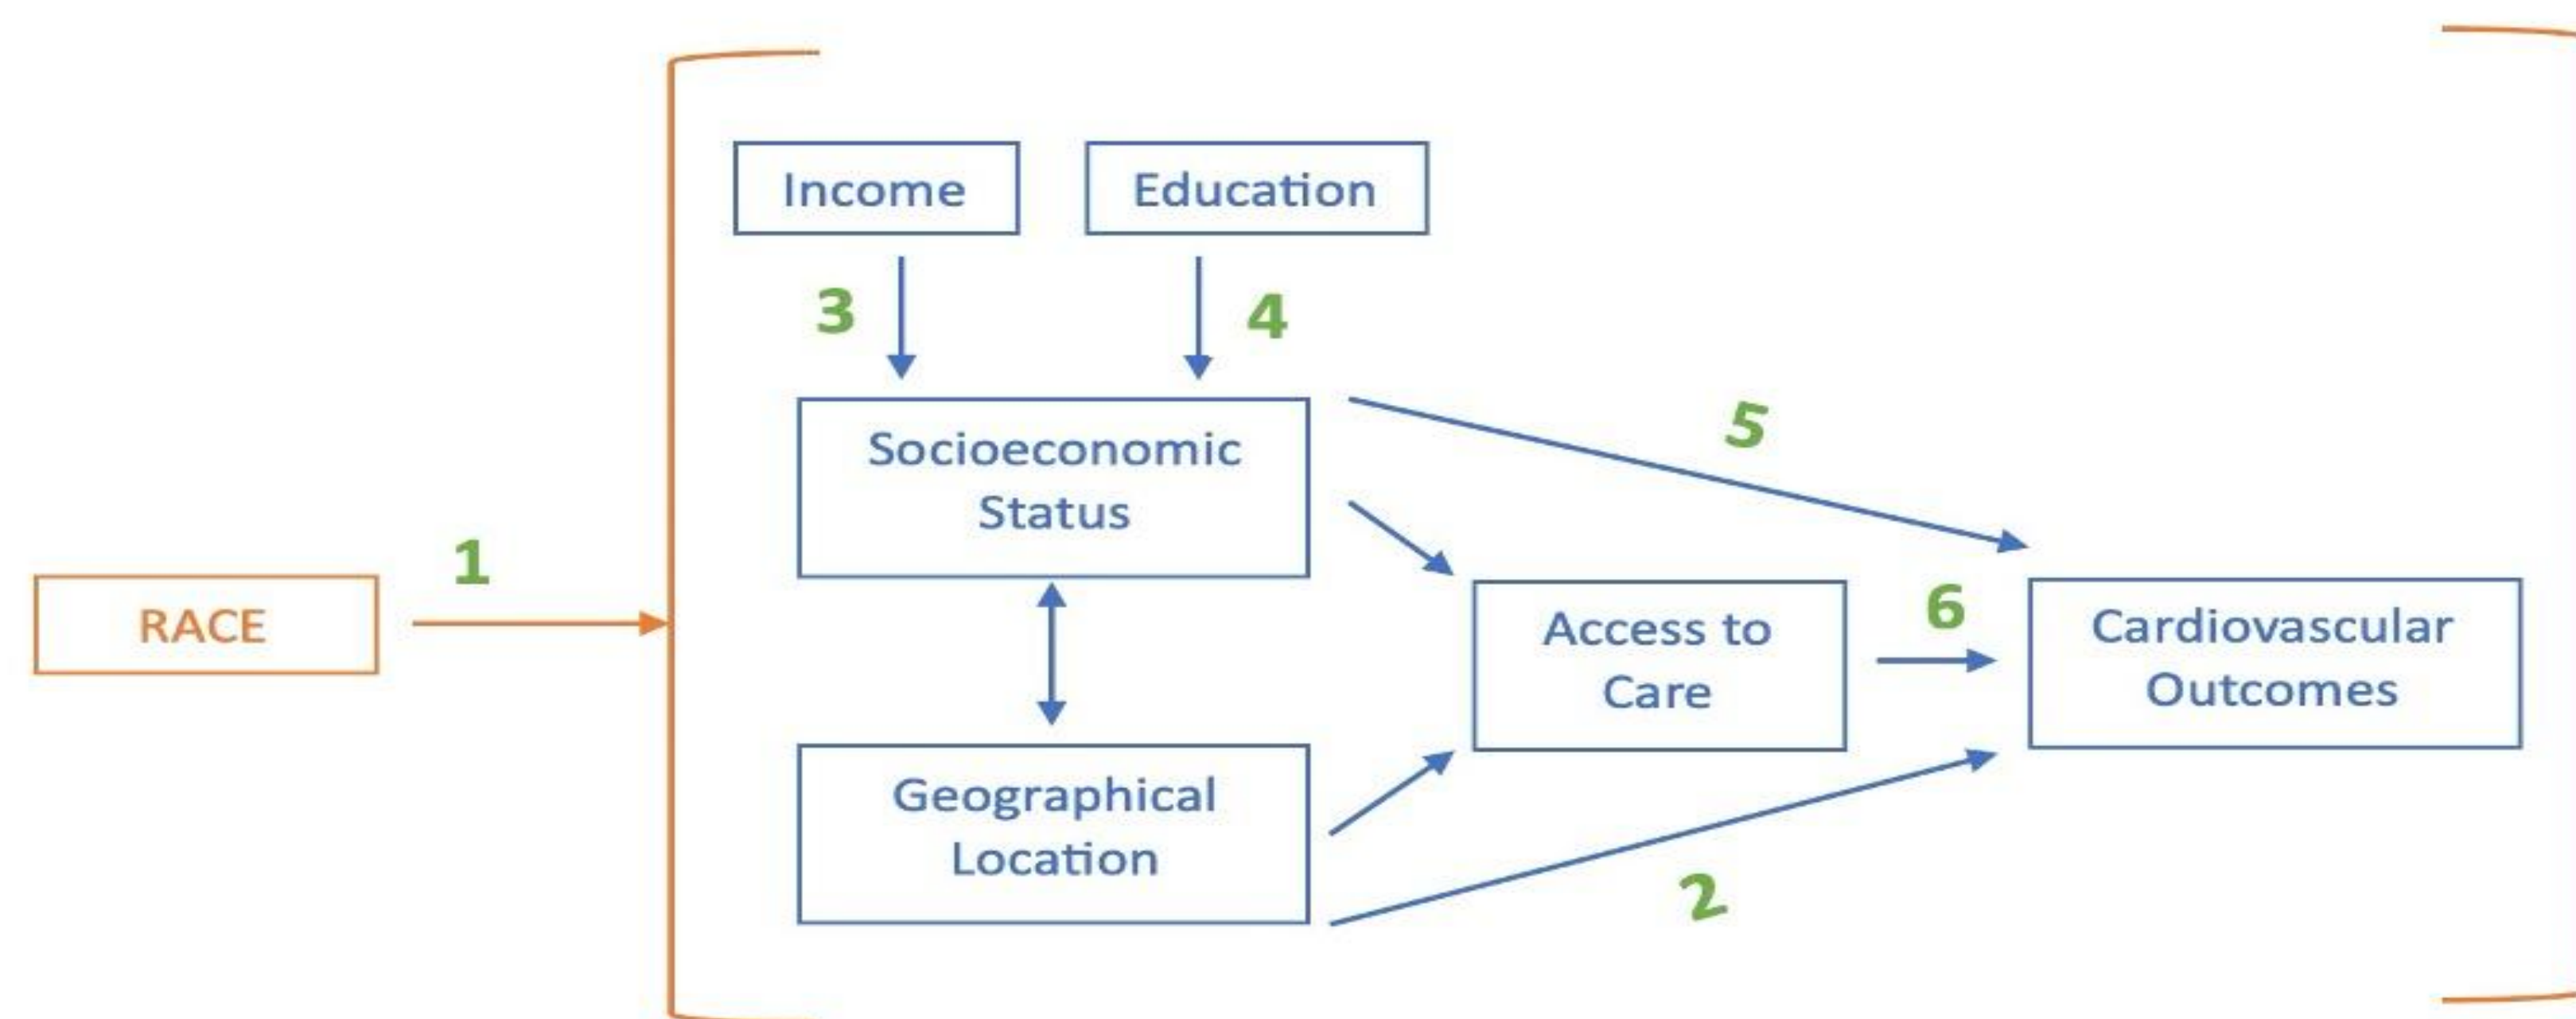 Income
Education
3
4
Socioeconomic
Status
5
1
RACE
Access to
Care
6
Cardiovascular
Outcomes
Geographical
Location
2